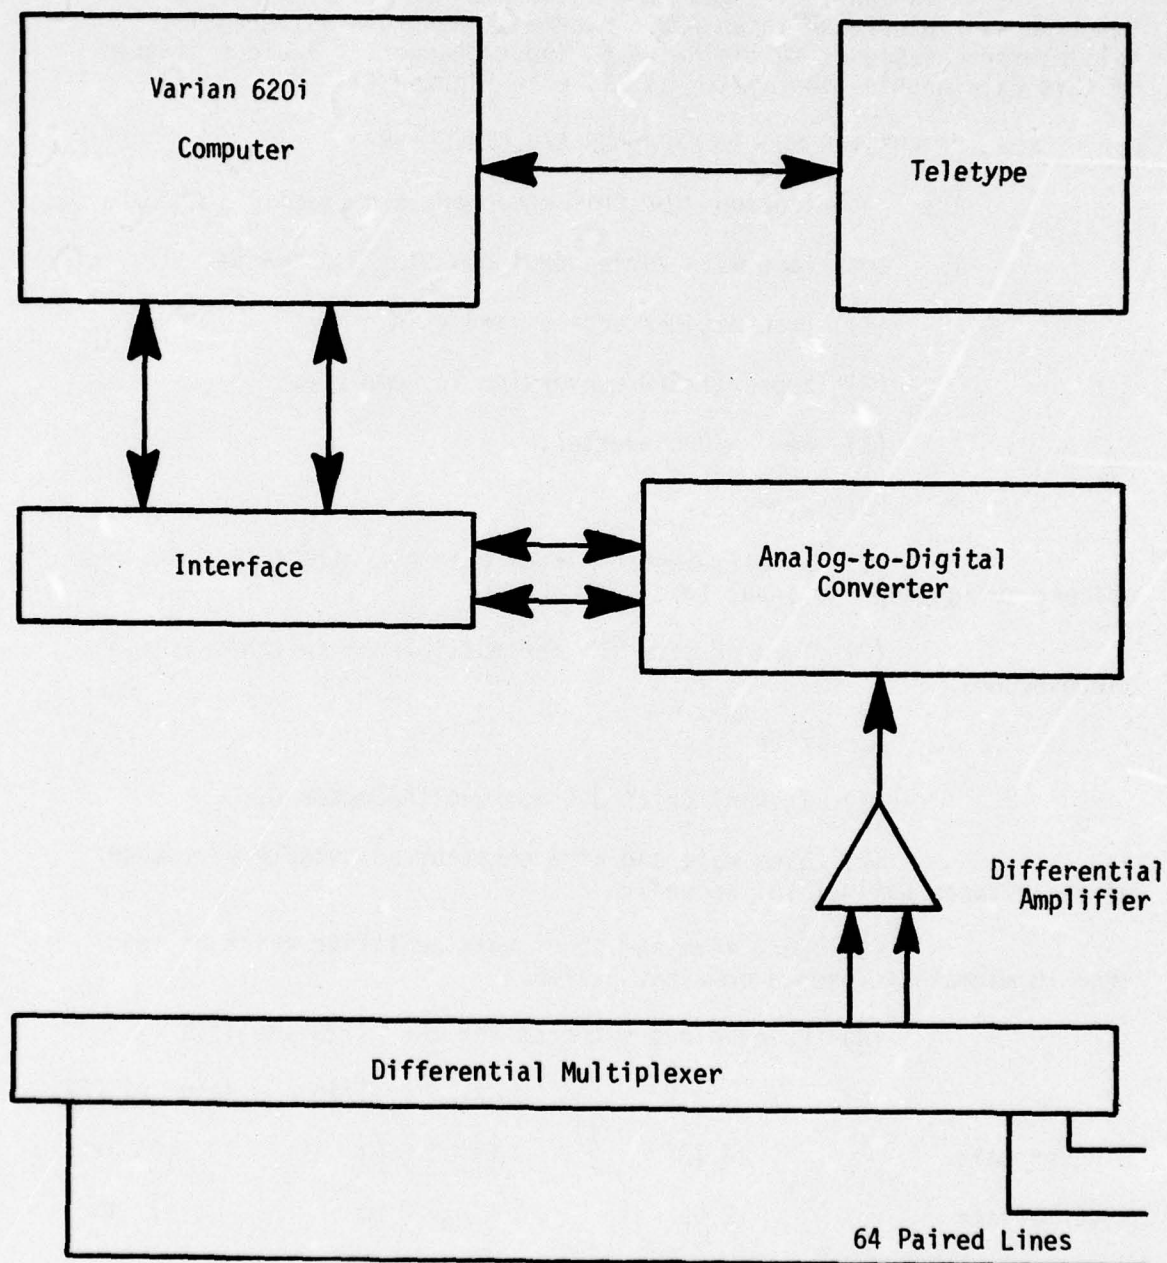 Varian 620i
Computer
Teletype
Interface
Analog-to-Digital
Converter
Differential
Amplifier
Differential Multiplexer
64 Paired Lines